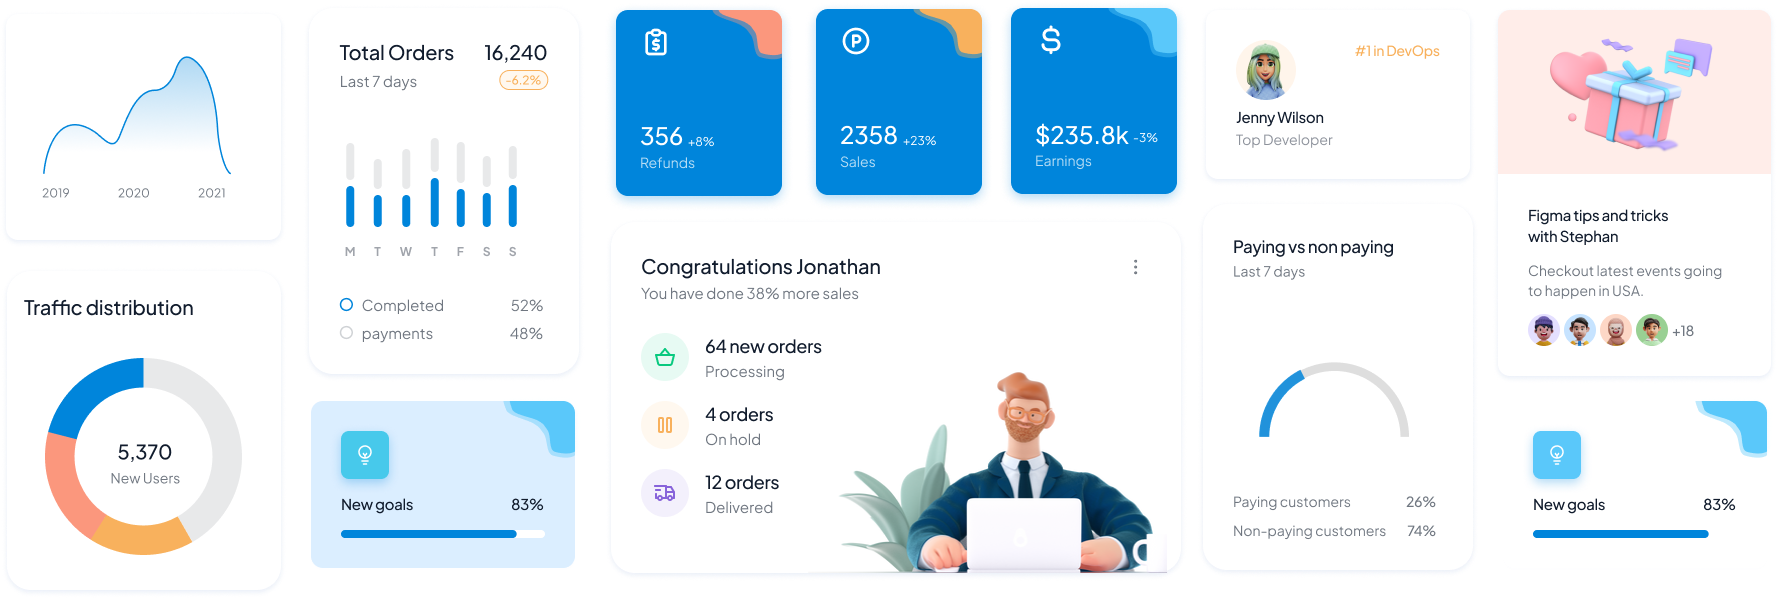 2019 2020 2021
Traffic distribution
5,370
New Users
Total Orders 16,240
Last 7 days -6.2%
M T W T F S S
Completed 52%
payments 48%
New goals 83%
356 +8%
Refunds
P
2358 +23%
Sales
$
$235.8k -3%
Earnings
Congratulations Jonathan
You have done 38% more sales
64 new orders
Processing
4 orders
On hold
12 orders
Delivered
#1 in DevOps
Jenny Wilson
Top Developer
Paying vs non paying
Last 7 days
Paying customers 26%
Non-paying customers 74%
Figma tips and tricks
with Stephan
Checkout latest events going
to happen in USA.
+18
New goals 83%